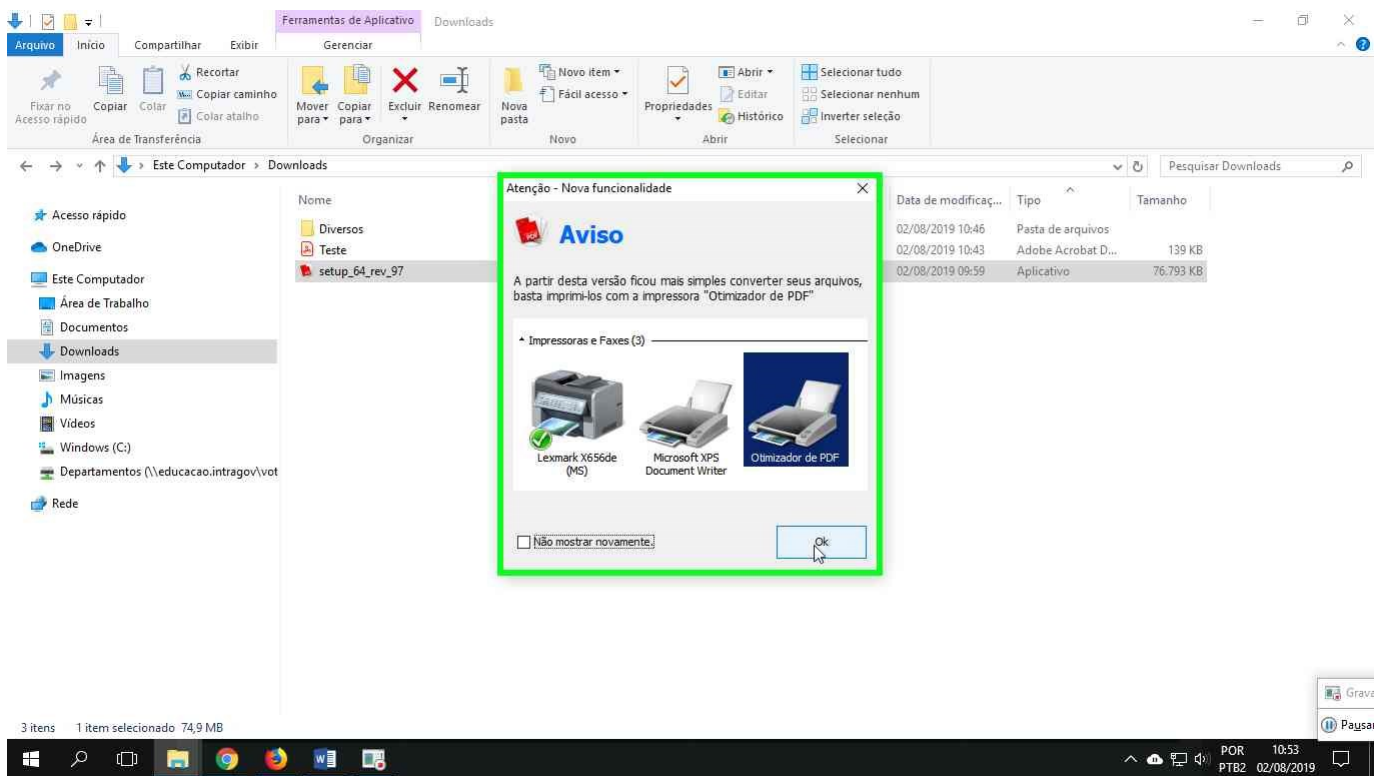 Ferramentas de Aplicativo Downloads
Arquivo Início Compartilhar Exibir Gerenciar
Fixar no Acesso rápido
Copiar
Colar
Recortar
Copiar caminho
Colar atalho
Mover para
Copiar para
Excluir
Renomear
Nova pasta
Novo item
Fácil acesso
Propriedades
Abrir
Editar
Histórico
Selecionar tudo
Selecionar nenhum
Inverter seleção
Área de Transferência Organizar Novo Abrir Selecionar
Este Computador > Downloads
Pesquisar Downloads
Nome Data de modificaç... Tipo Tamanho
Diversos 02/08/2019 10:46 Pasta de arquivos
Teste 02/08/2019 10:43 Adobe Acrobat D... 139 KB
setup_64_rev_97 02/08/2019 09:59 Aplicativo 76.793 KB
Acesso rápido
OneDrive
Este Computador
Área de Trabalho
Documentos
Downloads
Imagens
Músicas
Vídeos
Windows (C:)
Departamentos (\\educacao.intragov\vot
Rede
Atenção - Nova funcionalidade
PDF
Aviso
A partir desta versão ficou mais simples converter seus arquivos,
basta imprimi-los com a impressora "Otimizador de PDF"
Impressoras e Faxes (3)
Lexmark X656de
(MS)
Microsoft XPS
Document Writer
Otimizador de PDF
Não mostrar novamente.
Ok
Grava
Pausar
3 itens 1 item selecionado 74,9 MB
POR 10:53
PTB2 02/08/2019